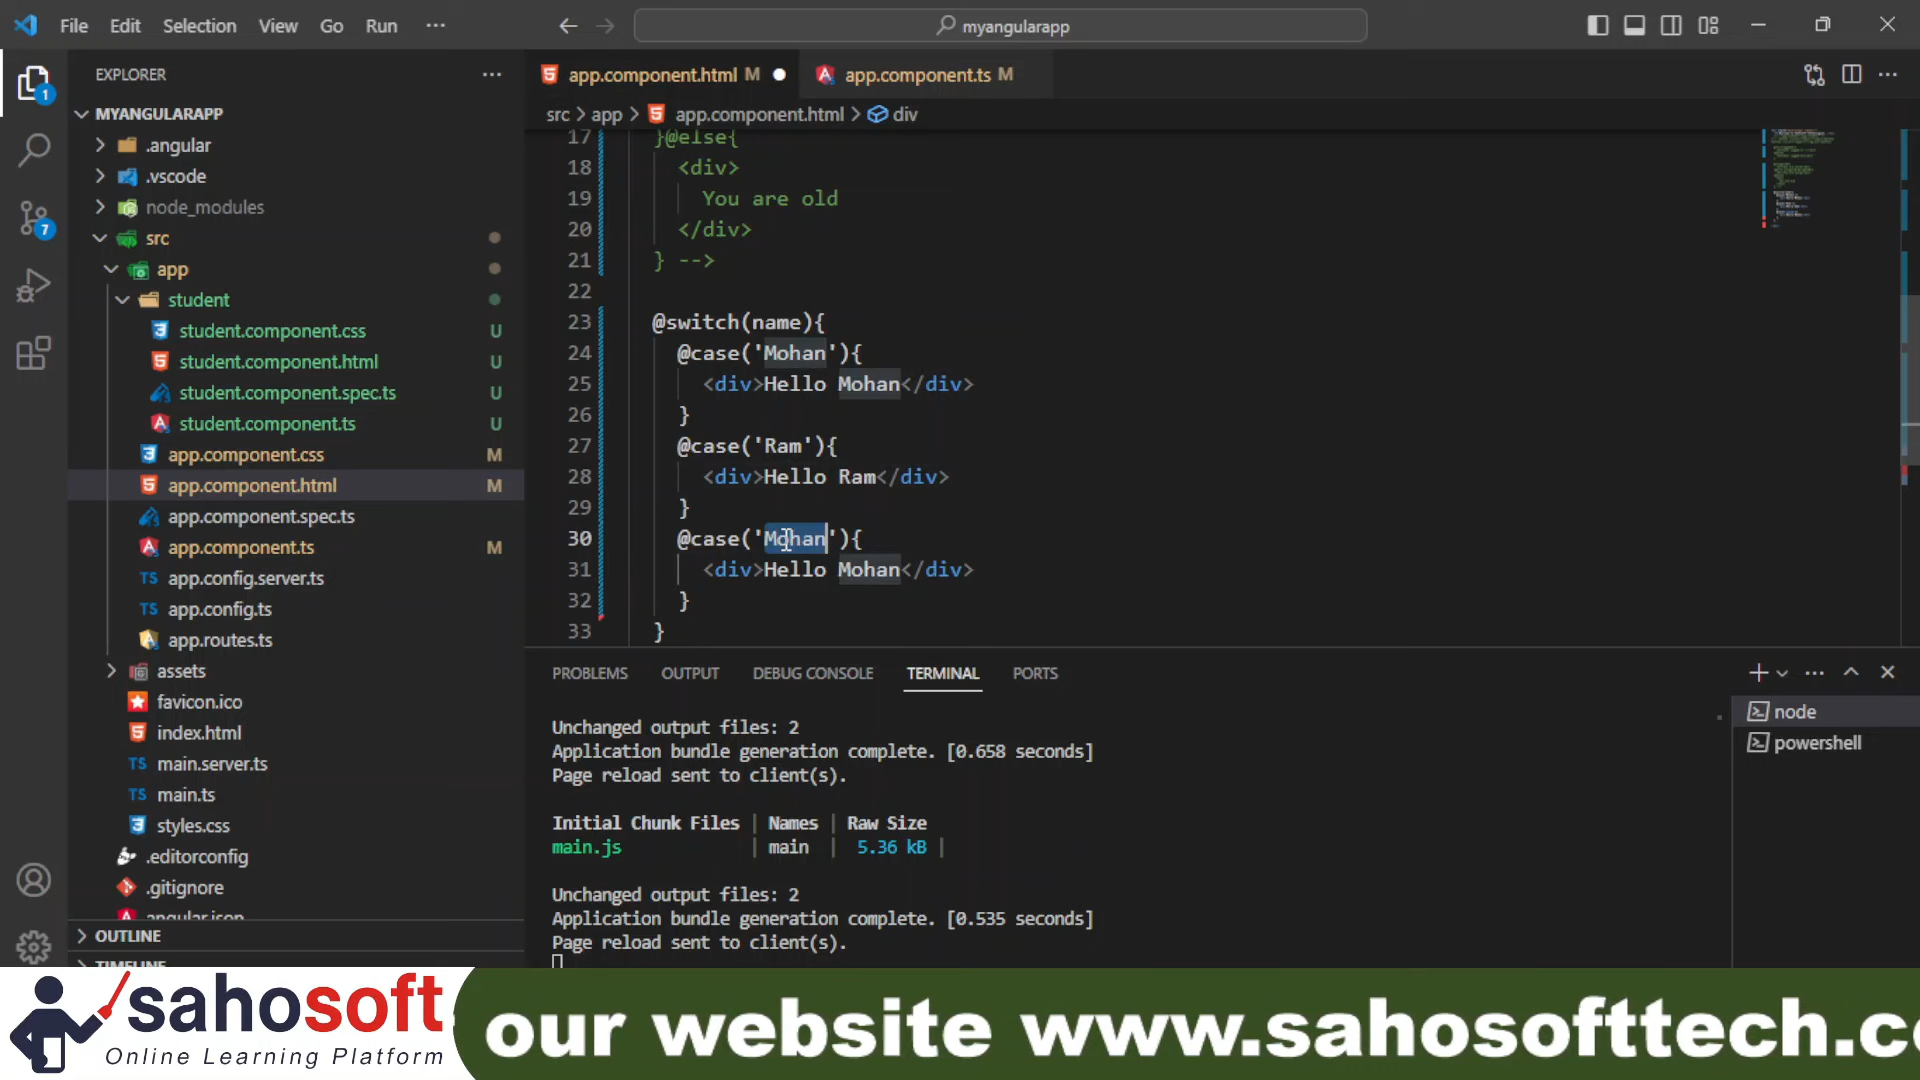 File Edit Selection View Go Run ··· myangularapp
EXPLORER ···
MYANGULARAPP
.angular
.vscode
node_modules
src
app
student
student.component.css U
student.component.html U
student.component.spec.ts U
student.component.ts U
app.component.css M
app.component.html M
app.component.spec.ts
app.component.ts M
app.config.server.ts
app.config.ts
app.routes.ts
assets
favicon.ico
index.html
main.server.ts
main.ts
styles.css
.editorconfig
.gitignore
angular.json
OUTLINE
TIMELINE
1
7
app.component.html M app.component.ts M
src > app > app.component.html > div
17 }@else{
18 <div>
19 You are old
20 </div>
21 } -->
22
23 @switch(name){
24 @case('Mohan'){
25 <div>Hello Mohan</div>
26 }
27 @case('Ram'){
28 <div>Hello Ram</div>
29 }
30 @case('Mohan'){
31 <div>Hello Mohan</div>
32 }
33 }
PROBLEMS OUTPUT DEBUG CONSOLE TERMINAL PORTS
Unchanged output files: 2
Application bundle generation complete. [0.658 seconds]
Page reload sent to client(s).
Initial Chunk Files | Names | Raw Size
main.js | main | 5.36 kB |
Unchanged output files: 2
Application bundle generation complete. [0.535 seconds]
Page reload sent to client(s).
node
powershell
sahosoft
Online Learning Platform
our website www.sahosofttech.c